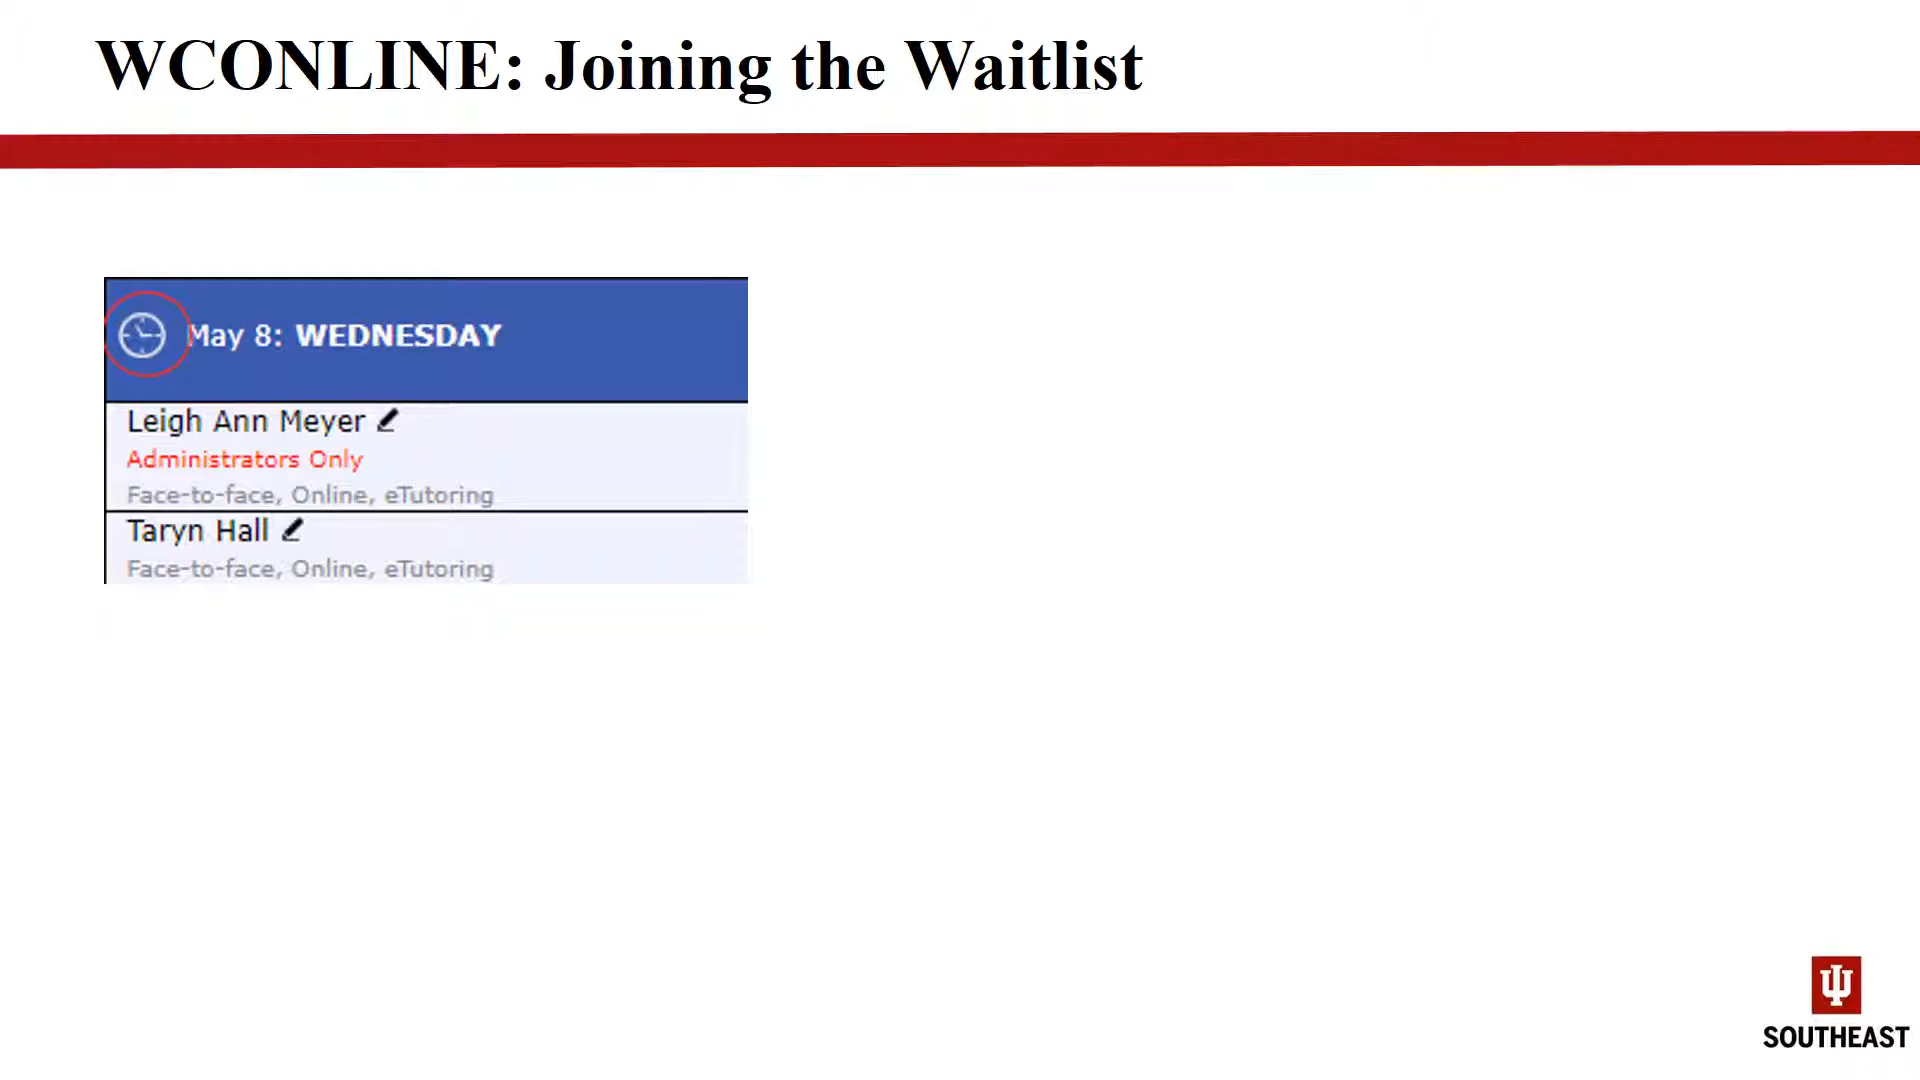 WCONLINE: Joining the Waitlist
May 8: WEDNESDAY
Leigh Ann Meyer
Administrators Only
Face-to-face, Online, eTutoring
Taryn Hall
Face-to-face, Online, eTutoring
SOUTHEAST